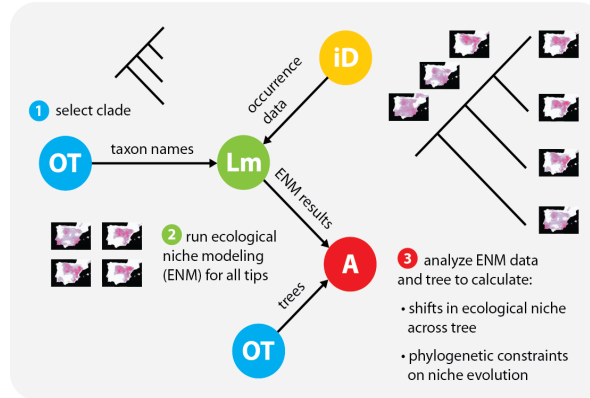 iD
occurrence
data
1 select clade
OT
taxon names
Lm
ENM results
2 run ecological
niche modeling
(ENM) for all tips
A
3 analyze ENM data
and tree to calculate:
• shifts in ecological niche
across tree
• phylogenetic constraints
on niche evolution
trees
OT